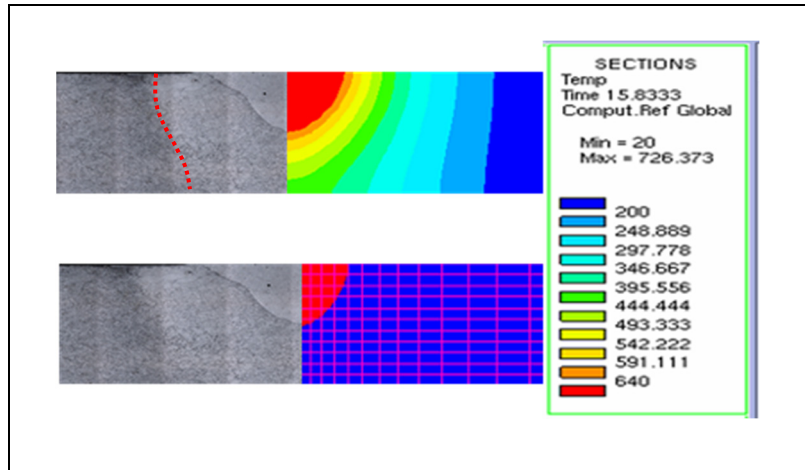 SECTIONS
Temp
Time 15.8333
Comput.Ref Global
Min = 20
Max = 726.373
200
248.889
297.778
346.667
395.556
444.444
493.333
542.222
591.111
640